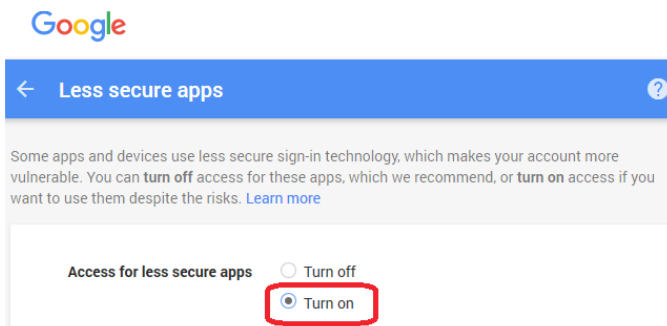 Google
← Less secure apps ?
Some apps and devices use less secure sign-in technology, which makes your account more
vulnerable. You can turn off access for these apps, which we recommend, or turn on access if you
want to use them despite the risks. Learn more
Access for less secure apps Turn off
Turn on